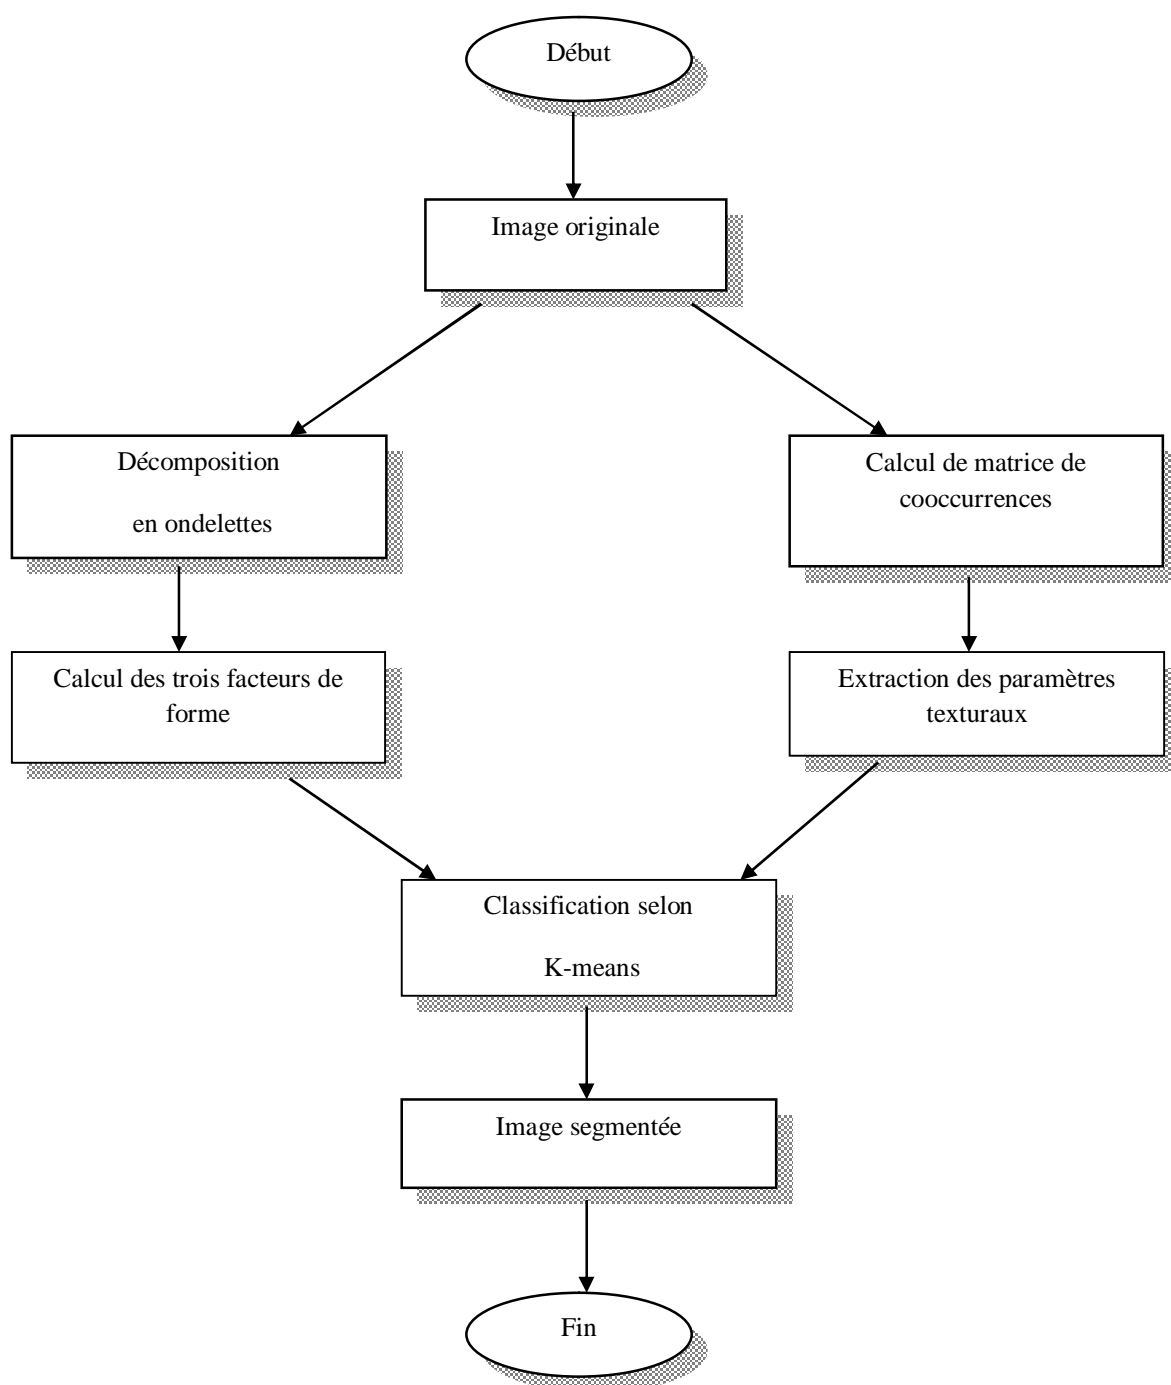 Début
Image originale
Décomposition
en ondelettes
Calcul de matrice de
cooccurrences
Calcul des trois facteurs de
forme
Extraction des paramètres
texturaux
Classification selon
K-means
Image segmentée
Fin